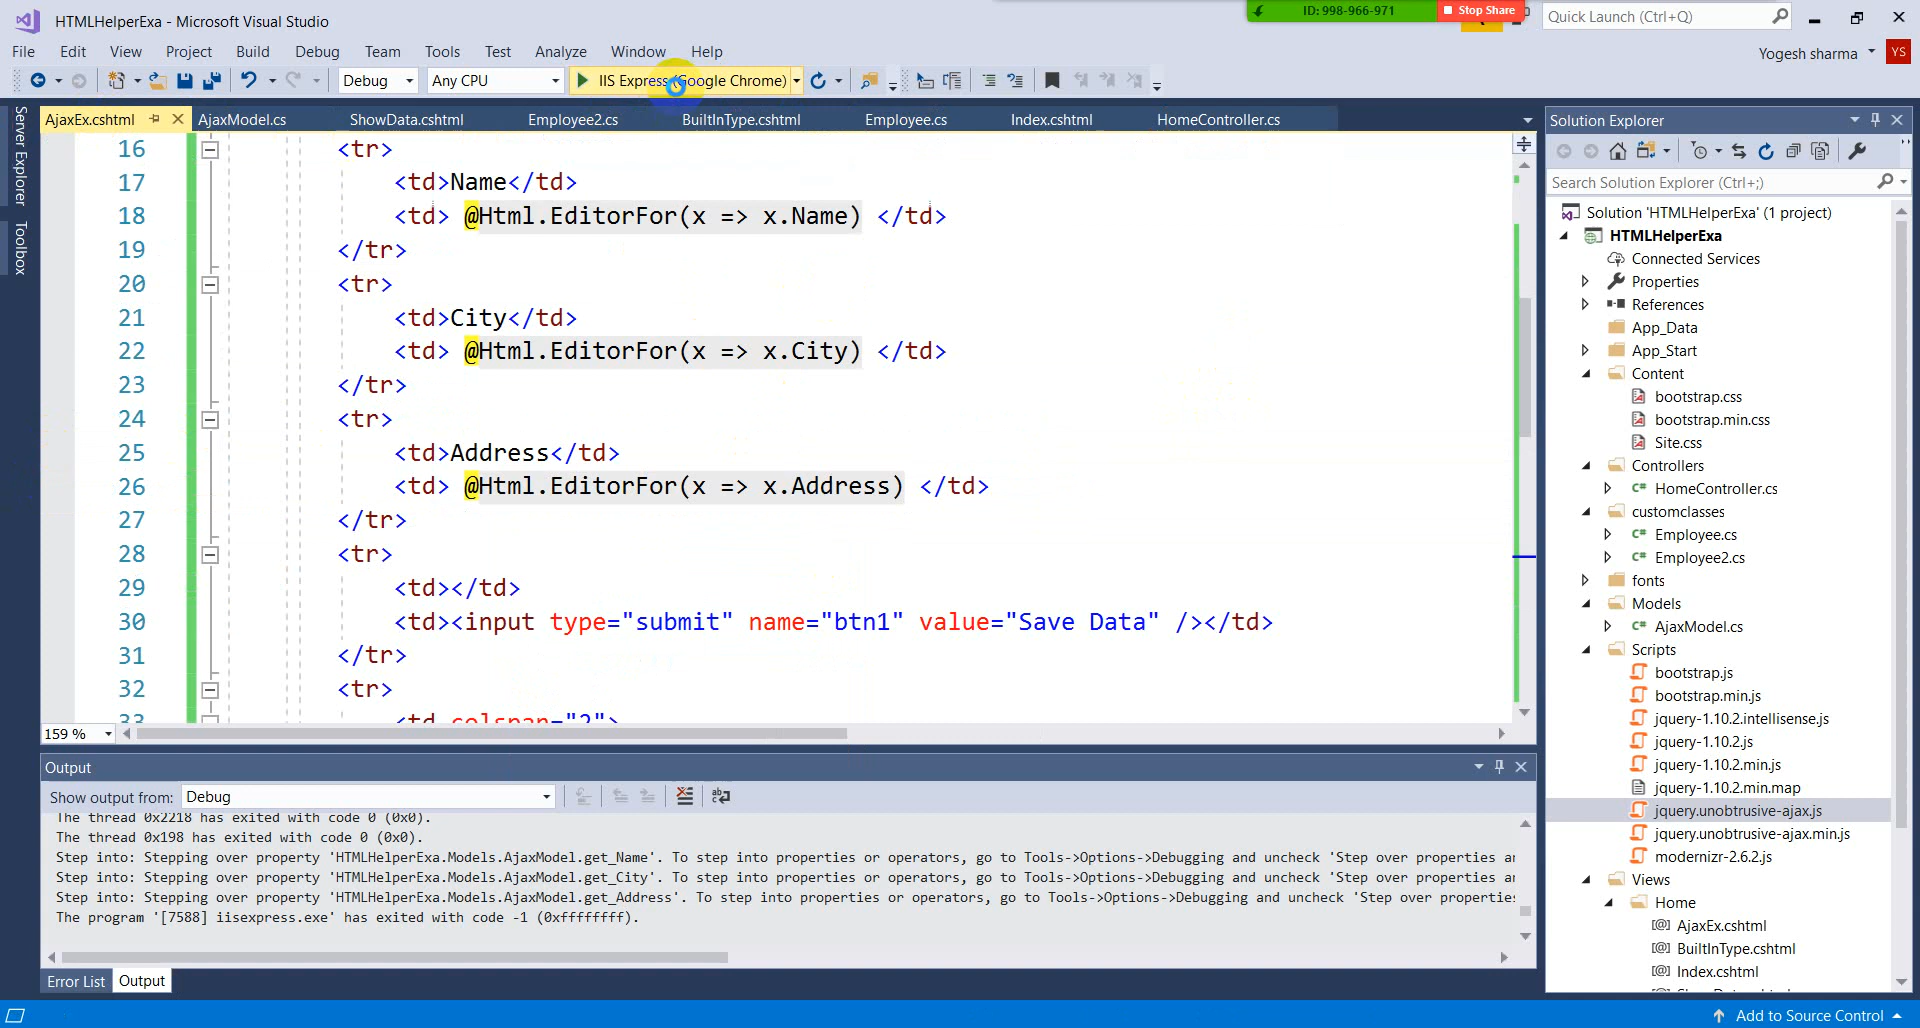 HTMLHelperExa - Microsoft Visual Studio
ID: 998-966-971
Stop Share
Quick Launch (Ctrl+Q)
File Edit View Project Build Debug Team Tools Test Analyze Window Help
Yogesh sharma
YS
Debug
Any CPU
IIS Express (Google Chrome)
Server Explorer
Toolbox
AjaxEx.cshtml
AjaxModel.cs
ShowData.cshtml
Employee2.cs
BuiltInType.cshtml
Employee.cs
Index.cshtml
HomeController.cs
16 <tr>
17 <td>Name</td>
18 <td> @Html.EditorFor(x => x.Name) </td>
19 </tr>
20 <tr>
21 <td>City</td>
22 <td> @Html.EditorFor(x => x.City) </td>
23 </tr>
24 <tr>
25 <td>Address</td>
26 <td> @Html.EditorFor(x => x.Address) </td>
27 </tr>
28 <tr>
29 <td></td>
30 <td><input type="submit" name="btn1" value="Save Data" /></td>
31 </tr>
32 <tr>
33 <td colspan="2">
159 %
Output
Show output from: Debug
The thread 0x2218 has exited with code 0 (0x0).
The thread 0x198 has exited with code 0 (0x0).
Step into: Stepping over property 'HTMLHelperExa.Models.AjaxModel.get_Name'. To step into properties or operators, go to Tools->Options->Debugging and uncheck 'Step over properties a
Step into: Stepping over property 'HTMLHelperExa.Models.AjaxModel.get_City'. To step into properties or operators, go to Tools->Options->Debugging and uncheck 'Step over properties a
Step into: Stepping over property 'HTMLHelperExa.Models.AjaxModel.get_Address'. To step into properties or operators, go to Tools->Options->Debugging and uncheck 'Step over properties
The program '[7588] iisexpress.exe' has exited with code -1 (0xffffffff).
Error List
Output
Solution Explorer
Search Solution Explorer (Ctrl+;)
Solution 'HTMLHelperExa' (1 project)
HTMLHelperExa
Connected Services
Properties
References
App_Data
App_Start
Content
bootstrap.css
bootstrap.min.css
Site.css
Controllers
HomeController.cs
customclasses
Employee.cs
Employee2.cs
fonts
Models
AjaxModel.cs
Scripts
bootstrap.js
bootstrap.min.js
jquery-1.10.2.intellisense.js
jquery-1.10.2.js
jquery-1.10.2.min.js
jquery-1.10.2.min.map
jquery.unobtrusive-ajax.js
jquery.unobtrusive-ajax.min.js
modernizr-2.6.2.js
Views
Home
AjaxEx.cshtml
BuiltInType.cshtml
Index.cshtml
Add to Source Control